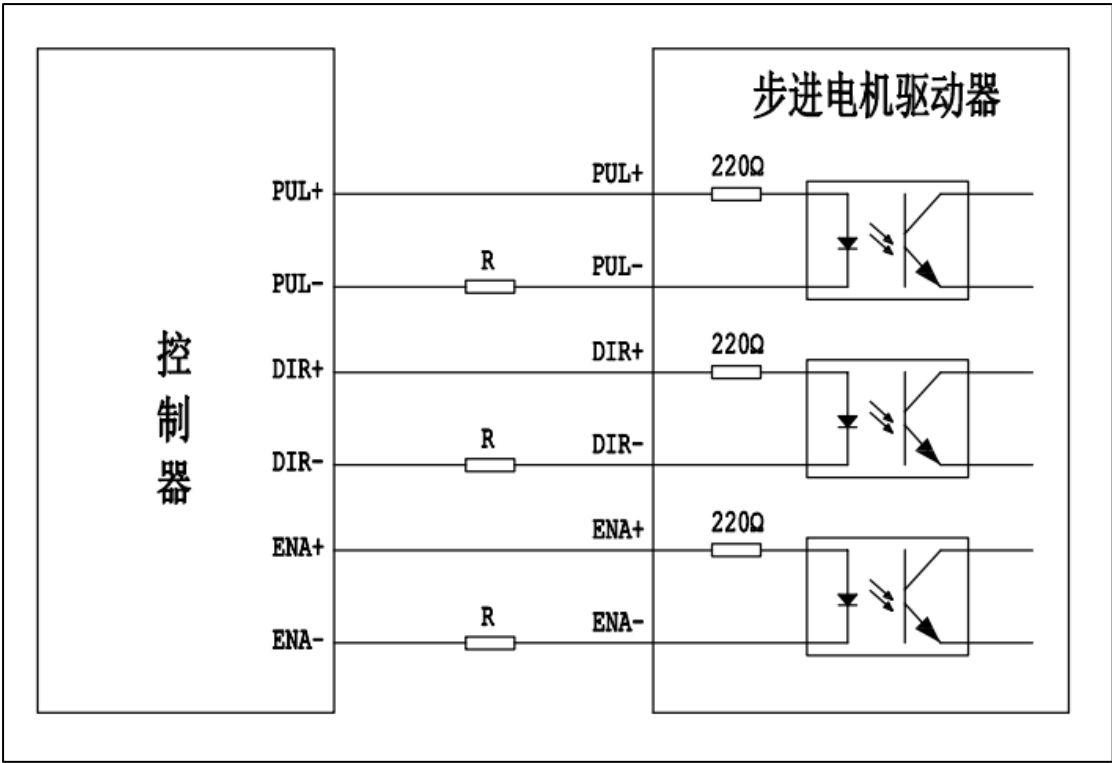 步进电机驱动器
PUL+
PUL+
220Ω
PUL-
R
PUL-
控制器
DIR+
DIR+
220Ω
DIR-
R
DIR-
ENA+
ENA+
220Ω
ENA-
R
ENA-